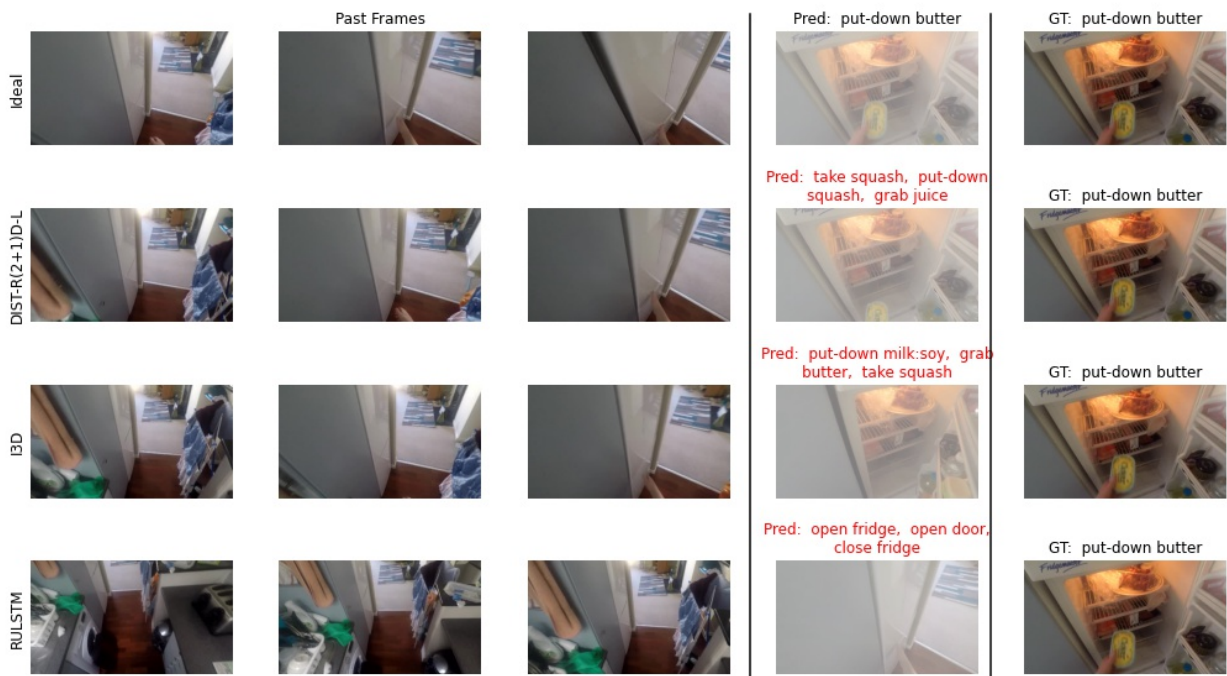 Past Frames
Pred: put-down butter
GT: put-down butter
Ideal
Pred: take squash, put-down
squash, grab juice
GT: put-down butter
DIST-R(2+1)D-L
Pred: put-down milk:soy, grab
butter, take squash
GT: put-down butter
I3D
Pred: open fridge, open door,
close fridge
GT: put-down butter
RULSTM